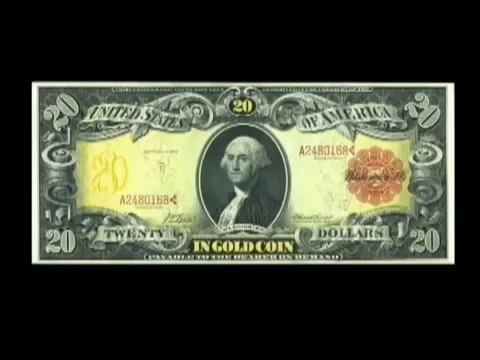 20 20 20
UNITED STATES OF AMERICA
A2480168
20
A2480168
TWENTY DOLLARS
IN GOLD COIN
20 20
PAYABLE TO THE BEARER ON DEMAND